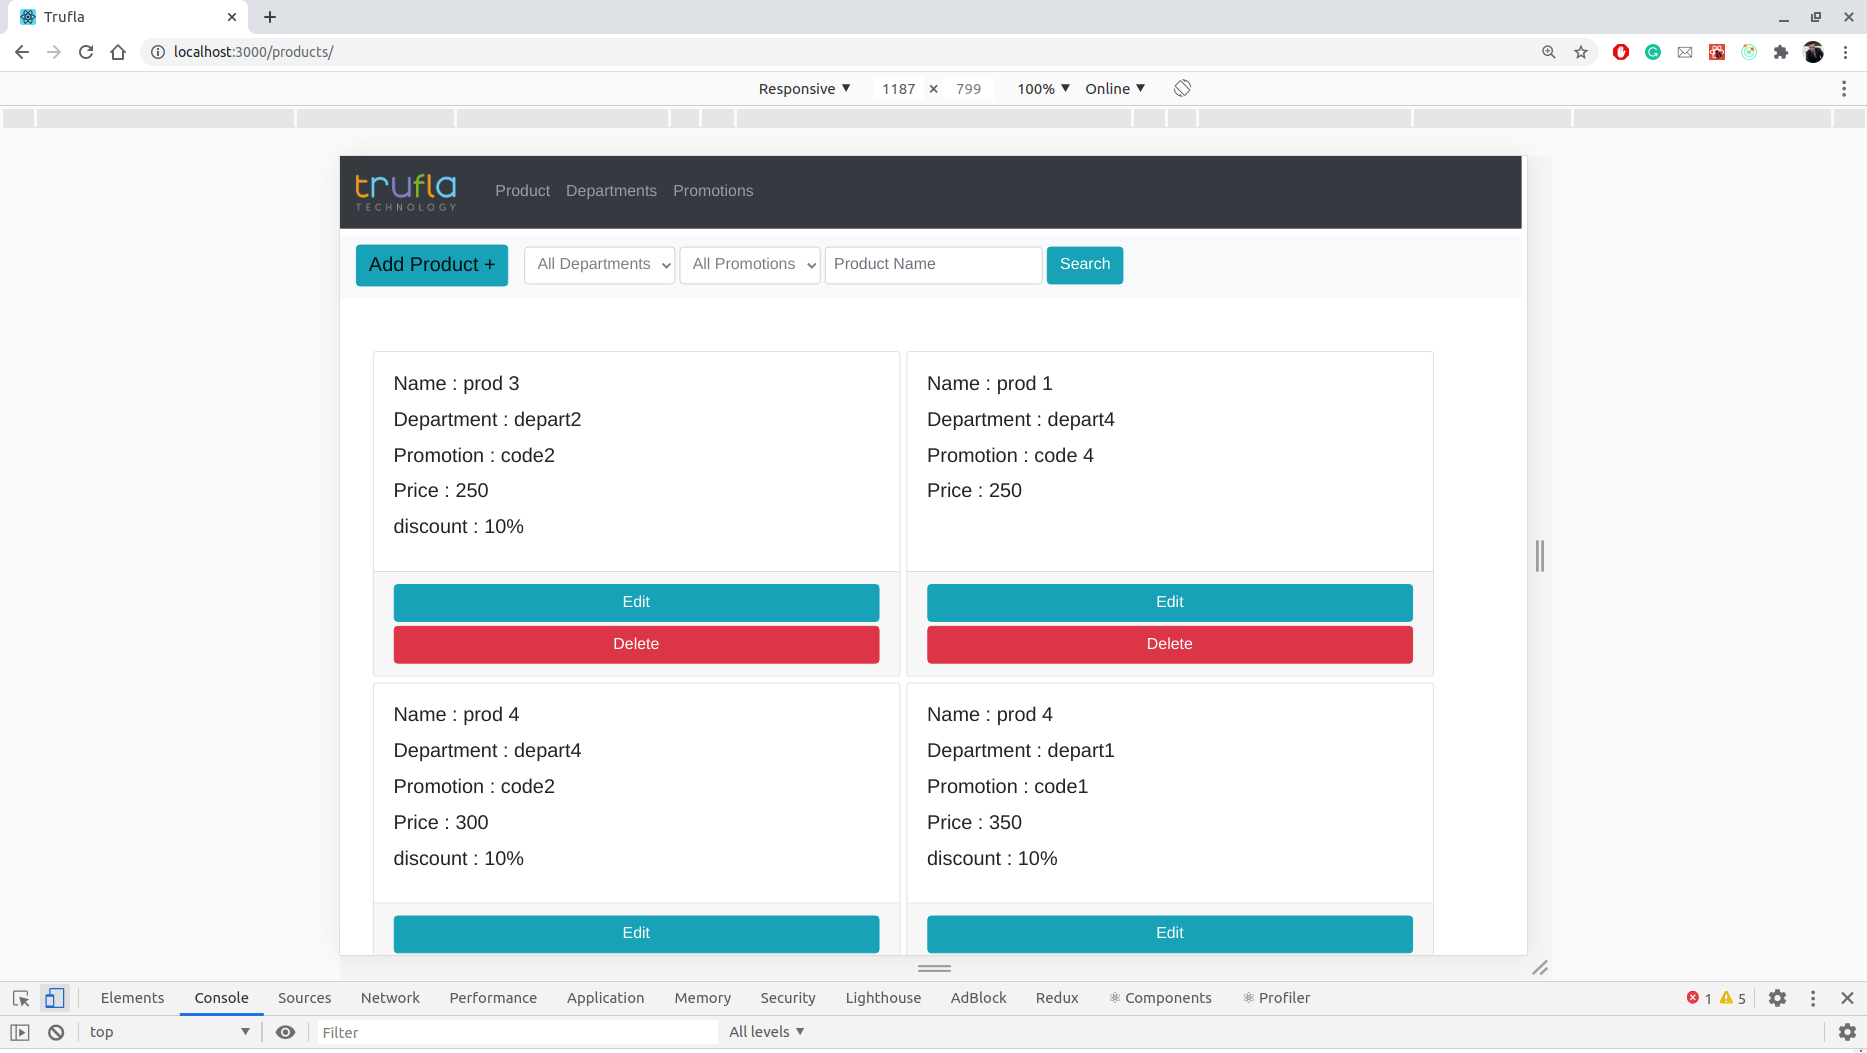 Trufla
localhost:3000/products/
Responsive ▼ 1187 × 799 100% ▼ Online ▼
trufla
TECHNOLOGY
Product Departments Promotions
Add Product + All Departments All Promotions Product Name Search
Name : prod 3
Department : depart2
Promotion : code2
Price : 250
discount : 10%
Edit
Delete
Name : prod 1
Department : depart4
Promotion : code 4
Price : 250
Edit
Delete
Name : prod 4
Department : depart4
Promotion : code2
Price : 300
discount : 10%
Edit
Name : prod 4
Department : depart1
Promotion : code1
Price : 350
discount : 10%
Edit
Elements Console Sources Network Performance Application Memory Security Lighthouse AdBlock Redux ⚛ Components ⚛ Profiler 1 5
top ▼ Filter All levels ▼